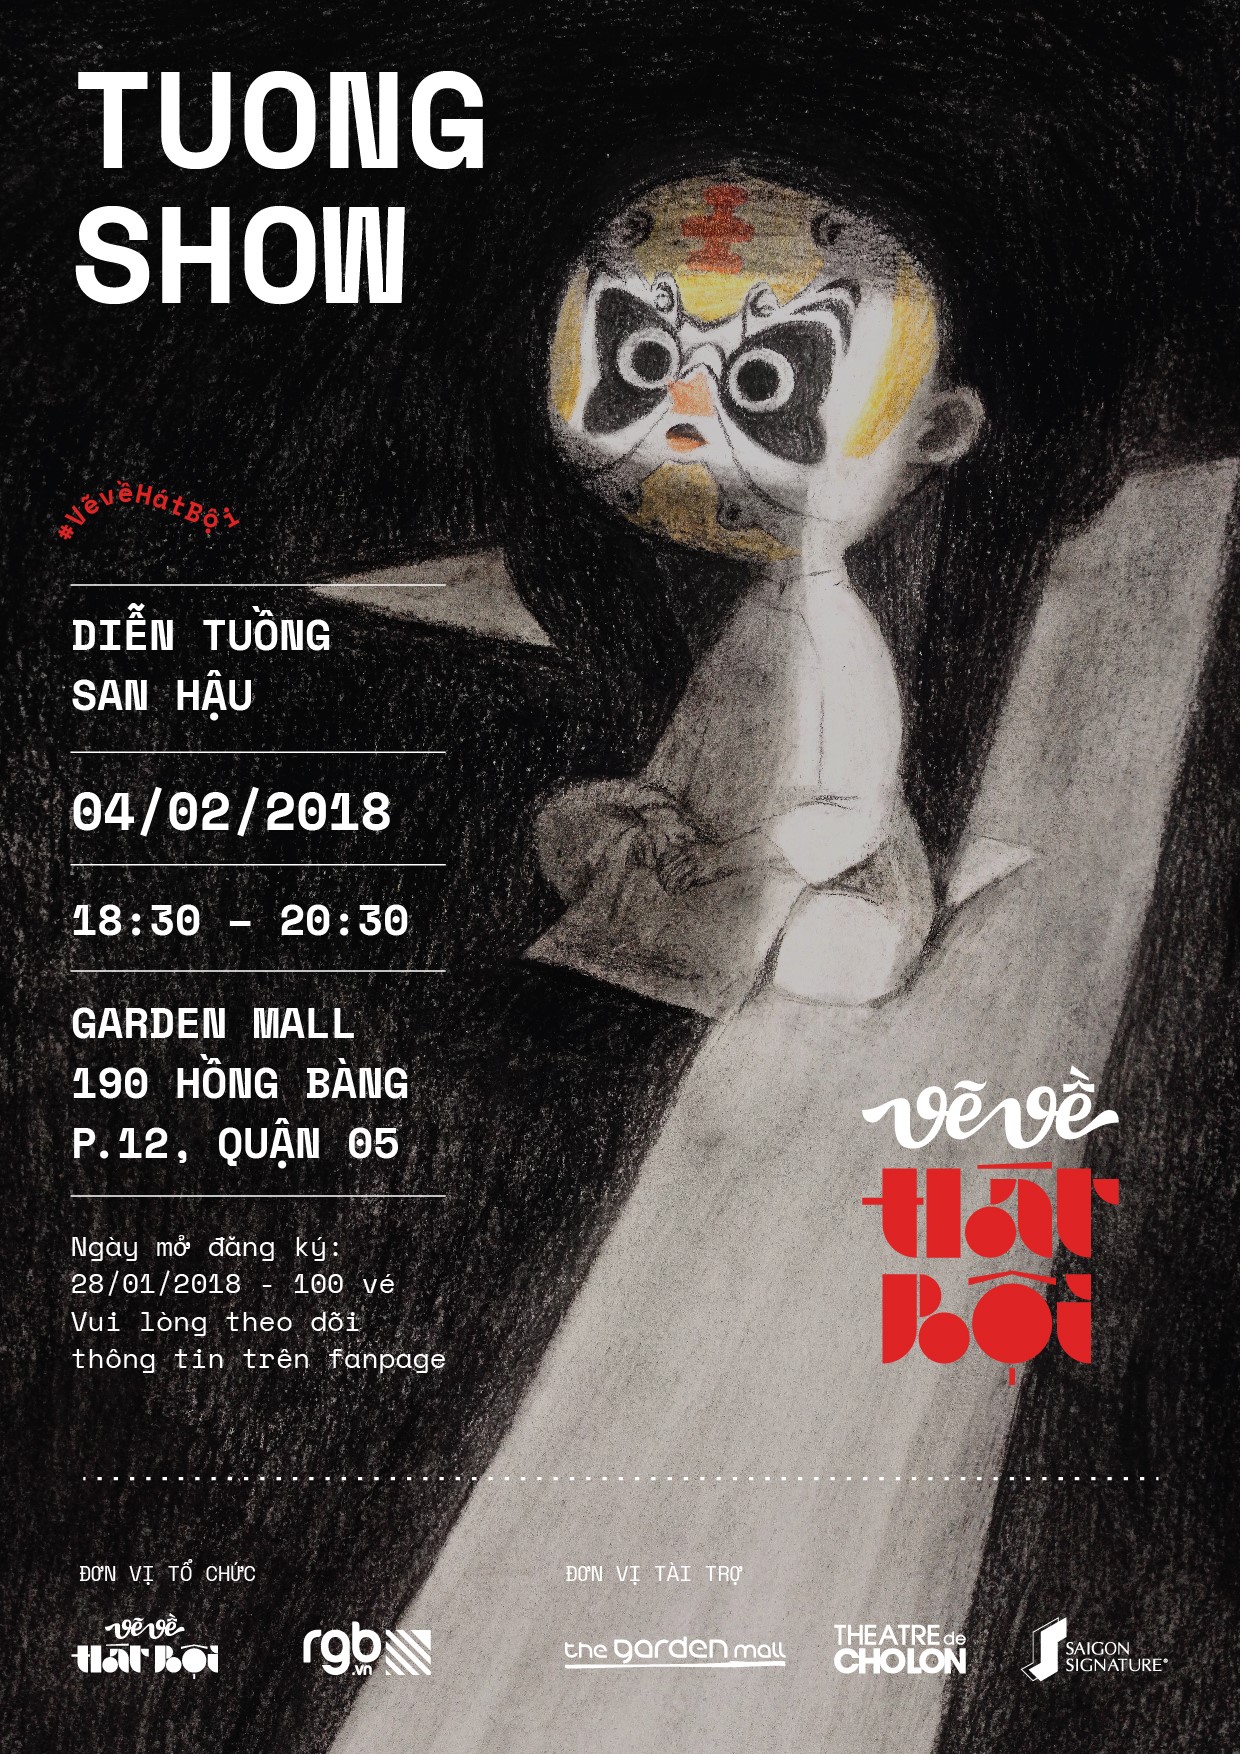 TUONG
SHOW
#VẽvềHátBội
DIỄN TUỒNG
SAN HẬU
04/02/2018
18:30 – 20:30
GARDEN MALL
190 HỒNG BÀNG
P.12, QUẬN 05
Ngày mở đăng ký:
28/01/2018 - 100 vé
Vui lòng theo dõi
thông tin trên fanpage
vẽ về
Hát
Bội
ĐƠN VỊ TỔ CHỨC
ĐƠN VỊ TÀI TRỢ
vẽ về
Hát Bội
rgb
.vn
the garden mall
THEATRE de
CHOLON
SAIGON
SIGNATURE®